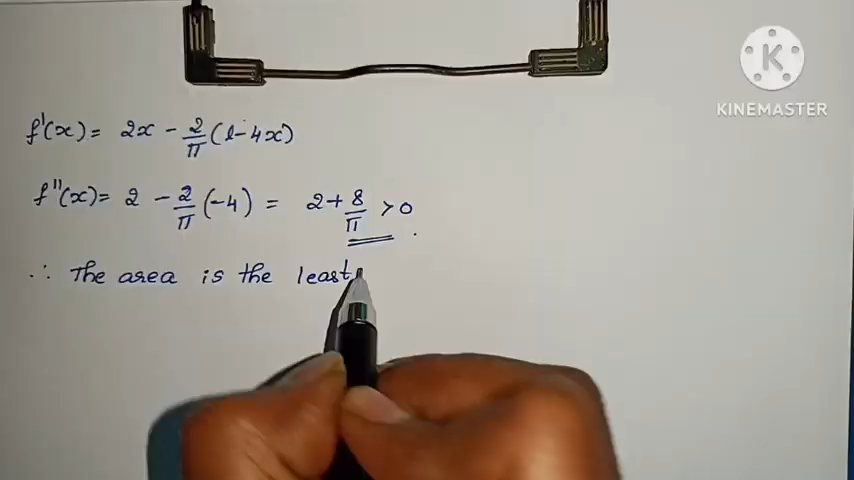 f'(x) = 2x - 2/π (l - 4x)
f''(x) = 2 - 2/π (-4) = 2 + 8/π > 0.
∴ The area is the least
K
KINEMASTER